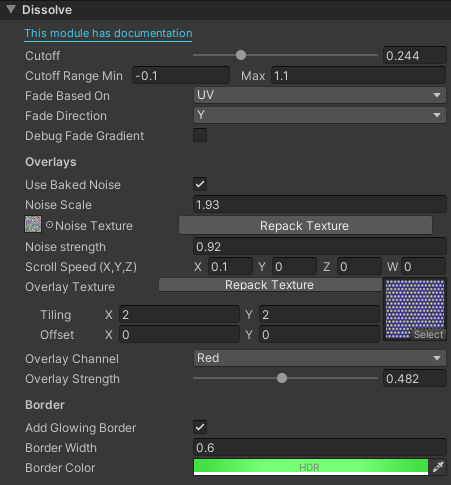 Dissolve
This module has documentation
Cutoff 0.244
Cutoff Range Min -0.1 Max 1.1
Fade Based On UV
Fade Direction Y
Debug Fade Gradient
Overlays
Use Baked Noise
Noise Scale 1.93
Noise Texture Repack Texture
Noise strength 0.92
Scroll Speed (X,Y,Z) X 0.1 Y 0 Z 0 W 0
Overlay Texture Repack Texture
Tiling X 2 Y 2
Offset X 0 Y 0
Select
Overlay Channel Red
Overlay Strength 0.482
Border
Add Glowing Border
Border Width 0.6
Border Color HDR